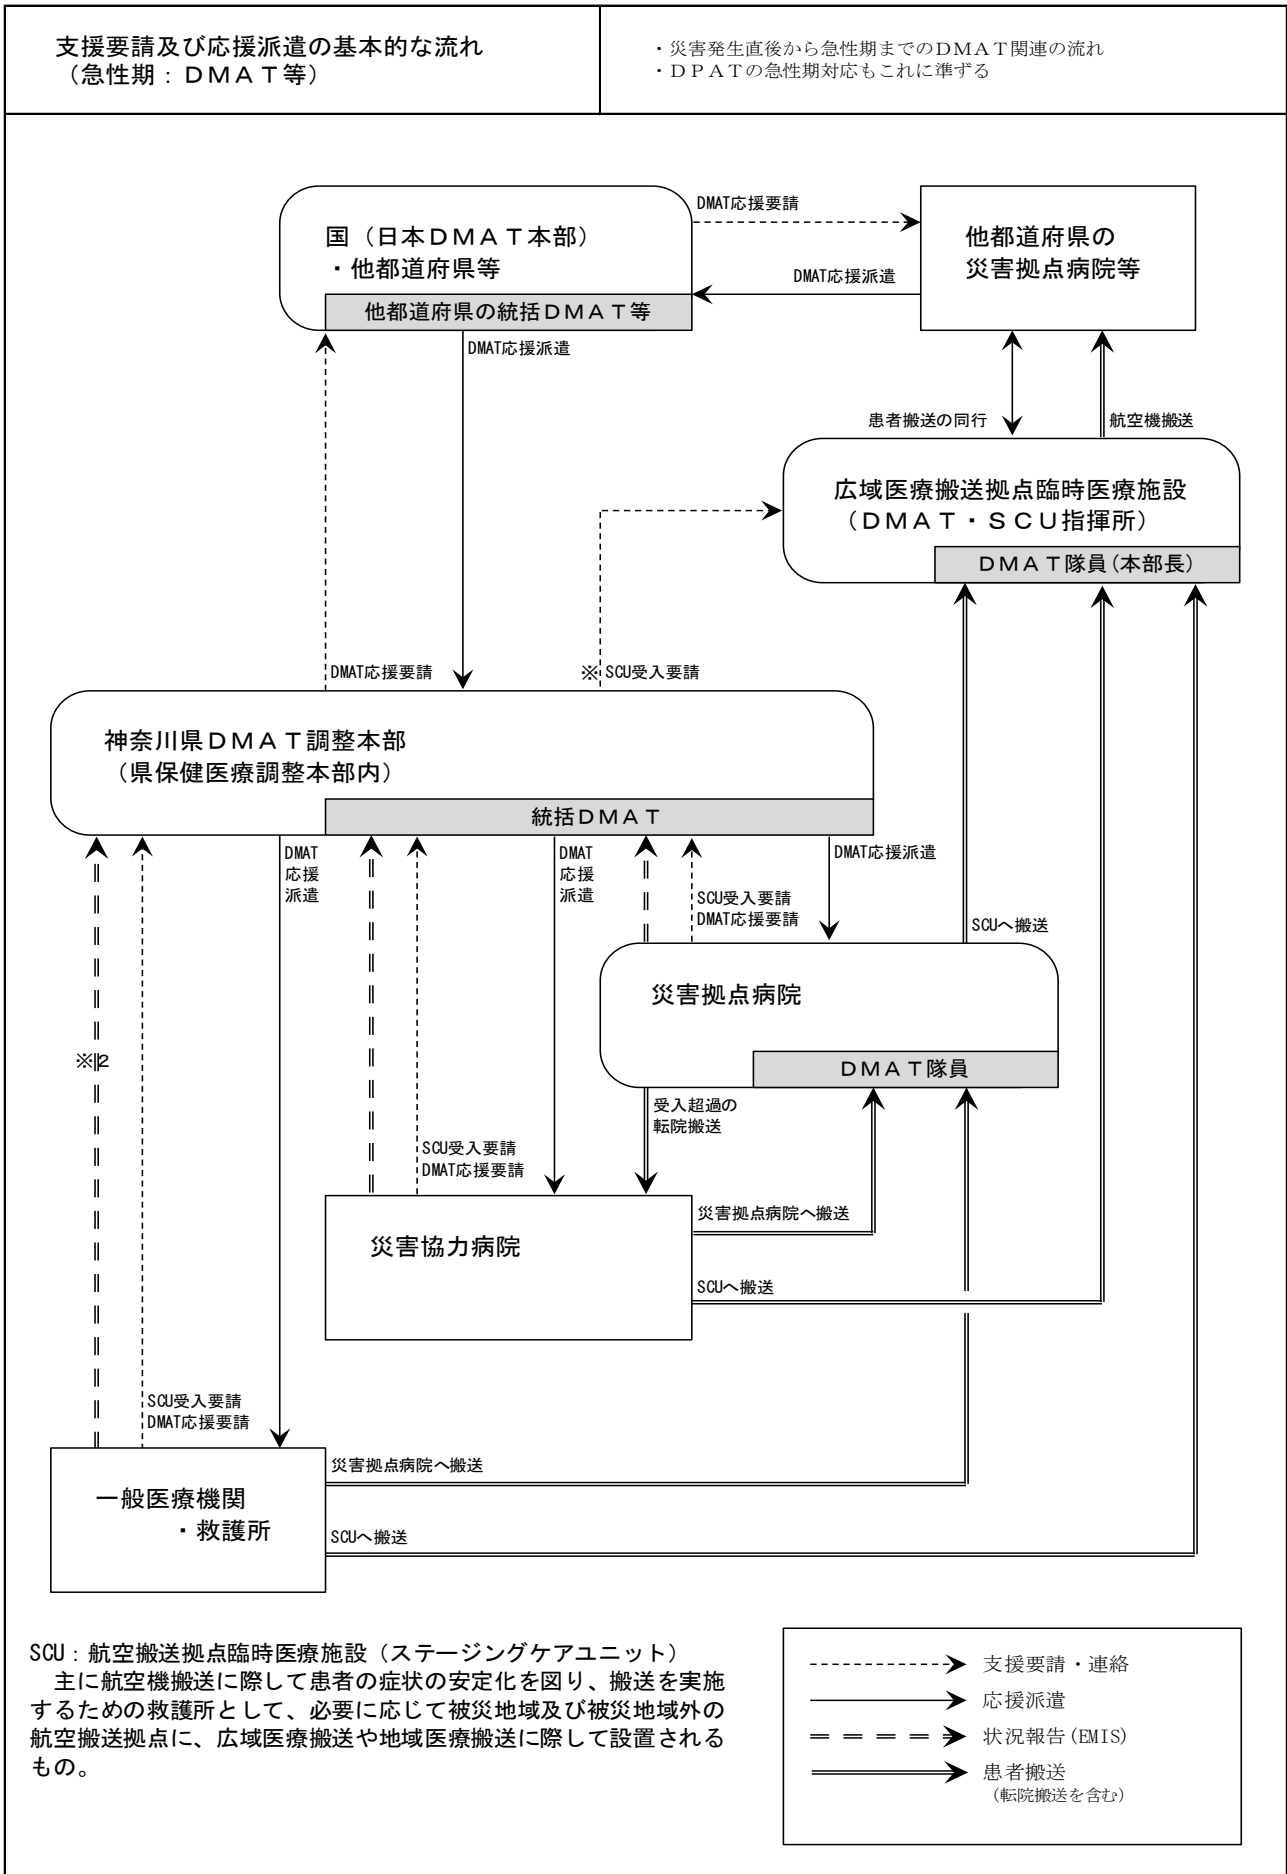 支援要請及び応援派遣の基本的な流れ
（急性期：ＤＭＡＴ等）
・災害発生直後から急性期までのＤＭＡＴ関連の流れ
・ＤＰＡＴの急性期対応もこれに準ずる
国（日本ＤＭＡＴ本部）
・他都道府県等
他都道府県の統括ＤＭＡＴ等
DMAT応援要請
DMAT応援派遣
他都道府県の
災害拠点病院等
DMAT応援派遣
患者搬送の同行
航空機搬送
広域医療搬送拠点臨時医療施設
（ＤＭＡＴ・ＳＣＵ指揮所）
ＤＭＡＴ隊員(本部長)
DMAT応援要請
※ SCU受入要請
神奈川県ＤＭＡＴ調整本部
（県保健医療調整本部内）
統括ＤＭＡＴ
DMAT
応援
派遣
DMAT
応援
派遣
DMAT応援派遣
SCU受入要請
DMAT応援要請
SCUへ搬送
災害拠点病院
ＤＭＡＴ隊員
※2
受入超過の
転院搬送
SCU受入要請
DMAT応援要請
災害協力病院
災害拠点病院へ搬送
SCUへ搬送
SCU受入要請
DMAT応援要請
一般医療機関
・救護所
災害拠点病院へ搬送
SCUへ搬送
SCU：航空搬送拠点臨時医療施設（ステージングケアユニット）
主に航空機搬送に際して患者の症状の安定化を図り、搬送を実施
するための救護所として、必要に応じて被災地域及び被災地域外の
航空搬送拠点に、広域医療搬送や地域医療搬送に際して設置される
もの。
支援要請・連絡
応援派遣
状況報告(EMIS)
患者搬送
（転院搬送を含む）